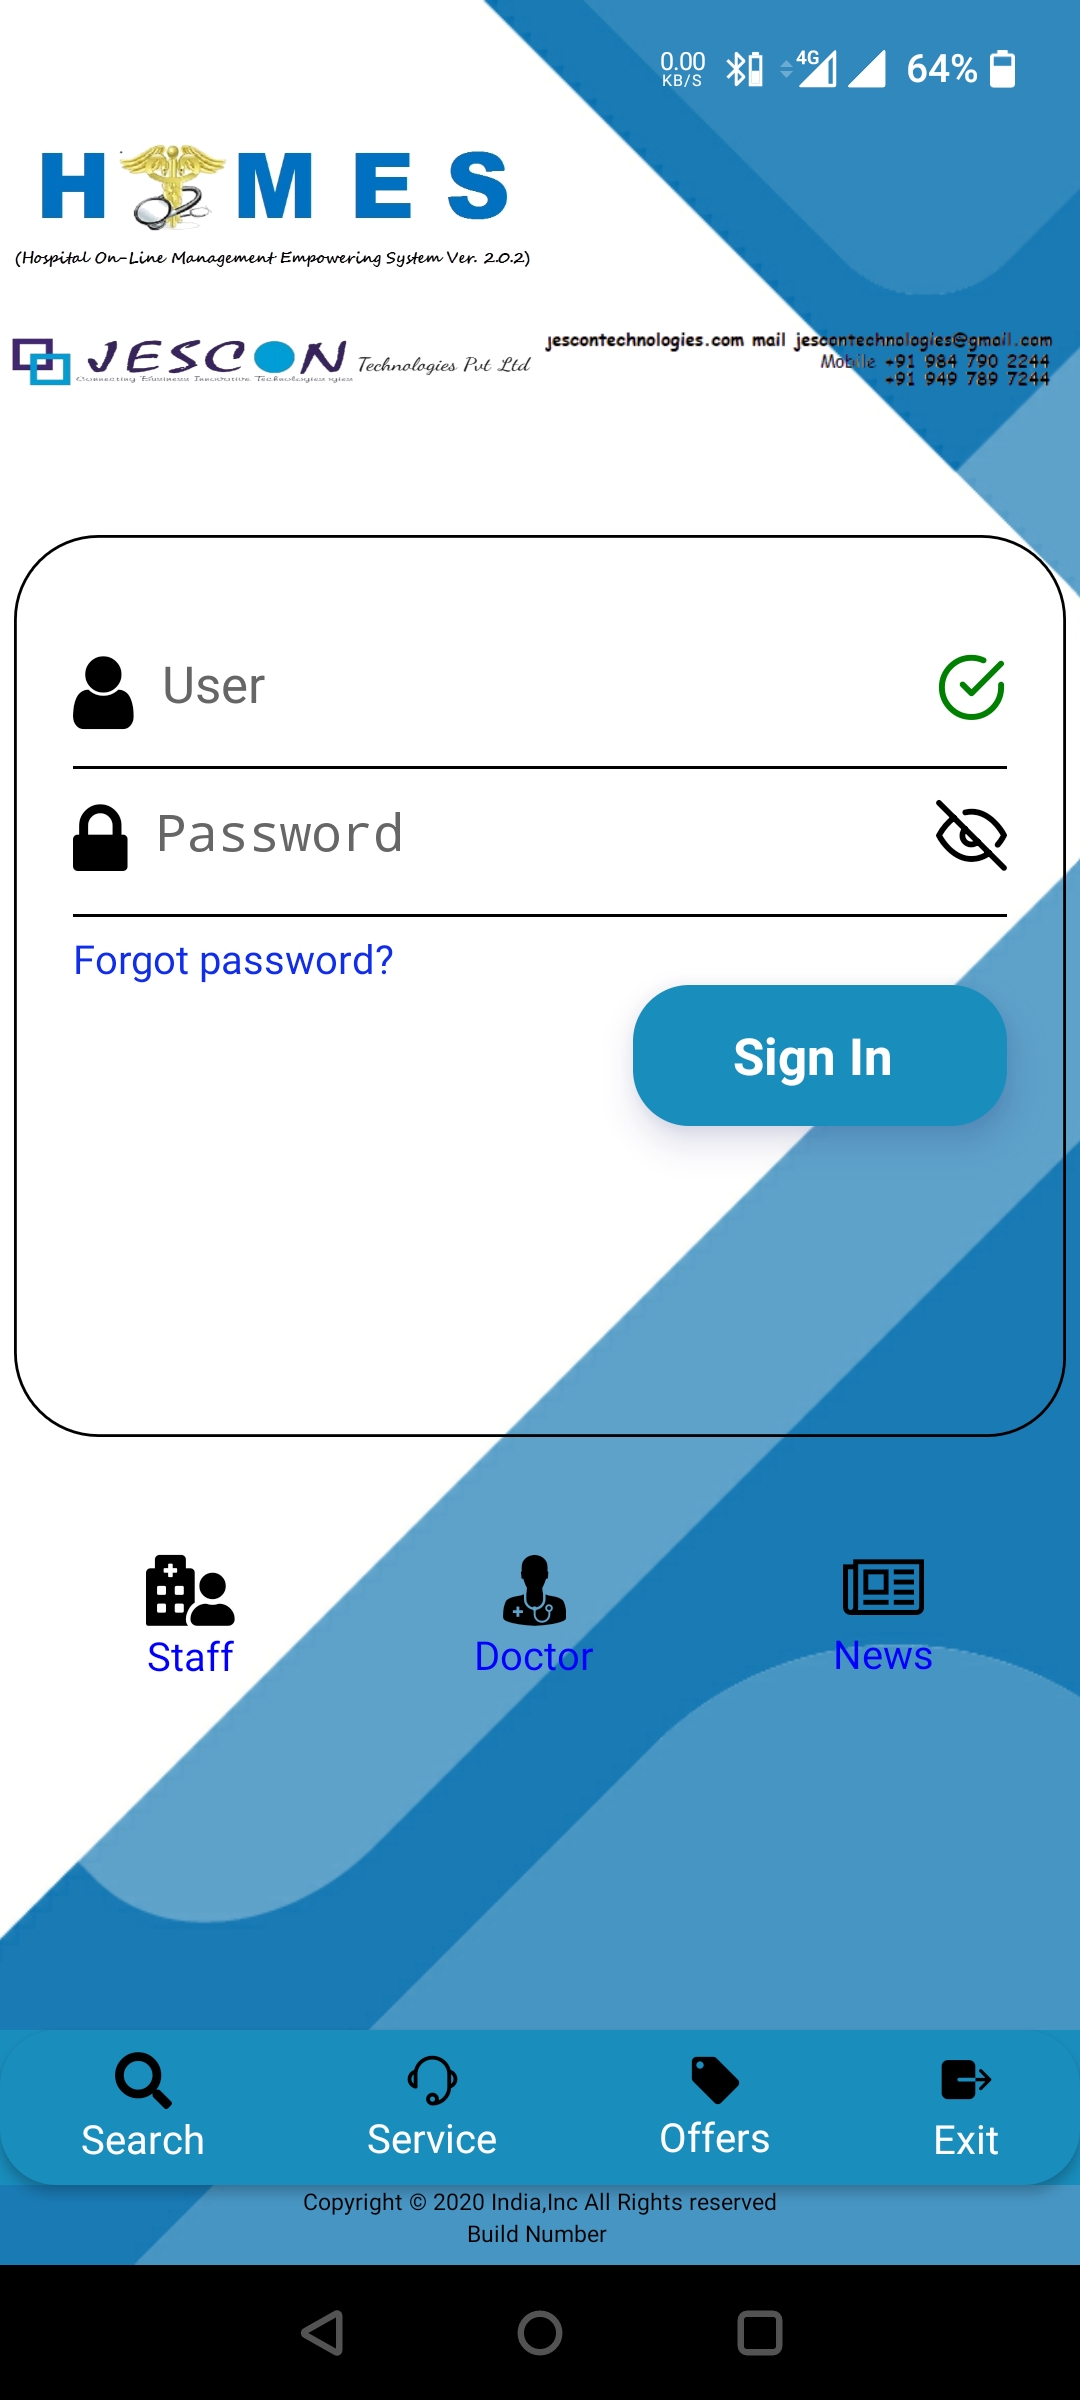 0.00
KB/S
4G
64%
H MES
(Hospital On-Line Management Empowering System Ver. 2.0.2)
JESCON Technologies Pvt Ltd
Connecting Business Innovative Technologies
jescontechnologies.com mail jescontechnologies@gmail.com
Mobile +91 984 790 2244
+91 949 789 7244
User
Password
Forgot password?
Sign In
Staff
Doctor
News
Search
Service
Offers
Exit
Copyright © 2020 India,Inc All Rights reserved
Build Number